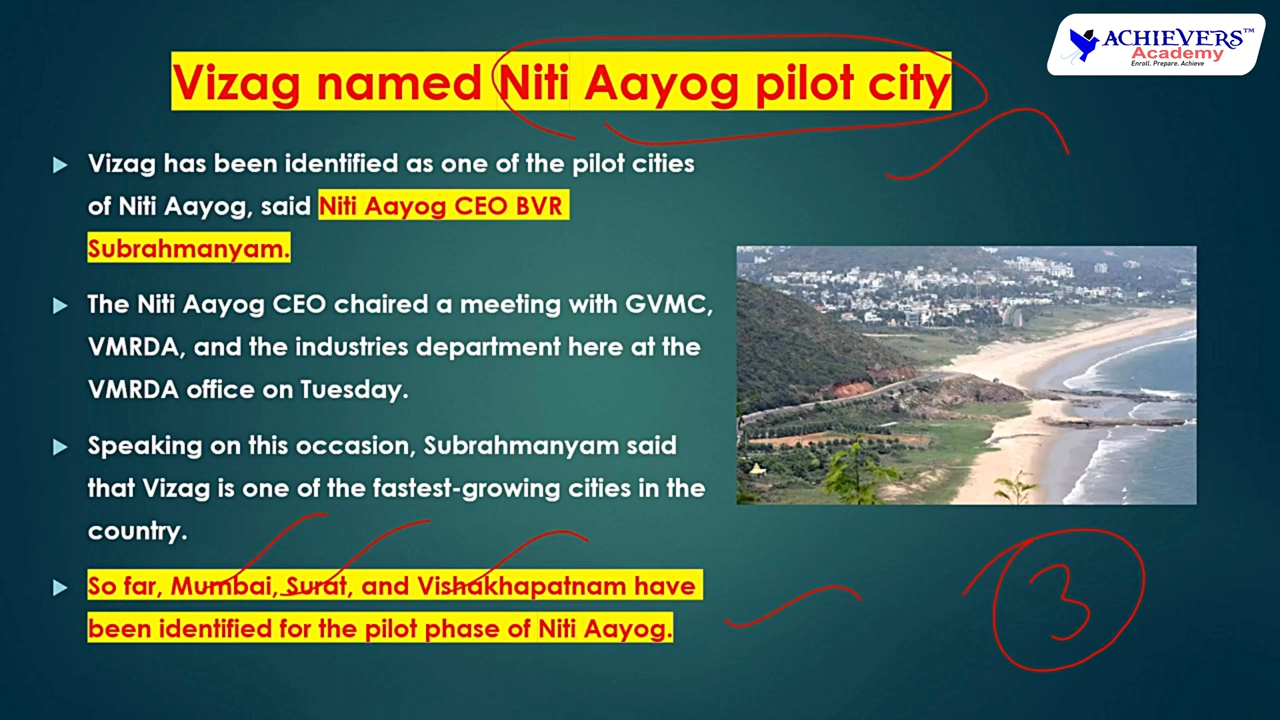 ACHIEVERS™
Academy
Enroll. Prepare. Achieve
Vizag named Niti Aayog pilot city
Vizag has been identified as one of the pilot cities
of Niti Aayog, said Niti Aayog CEO BVR
Subrahmanyam.
The Niti Aayog CEO chaired a meeting with GVMC,
VMRDA, and the industries department here at the
VMRDA office on Tuesday.
Speaking on this occasion, Subrahmanyam said
that Vizag is one of the fastest-growing cities in the
country.
So far, Mumbai, Surat, and Vishakhapatnam have
been identified for the pilot phase of Niti Aayog.
3